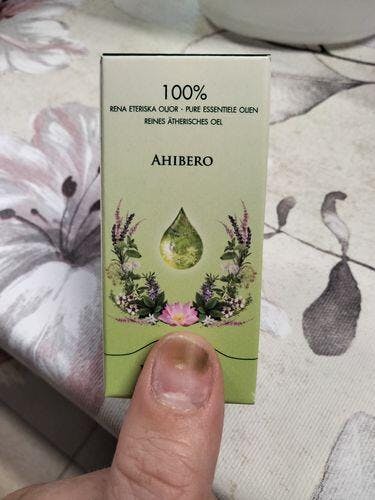 100%
RENA ETERISKA OLJOR - PURE ESSENTIELE OLIEN
REINES ÄTHERISCHES OEL
AHIBERO